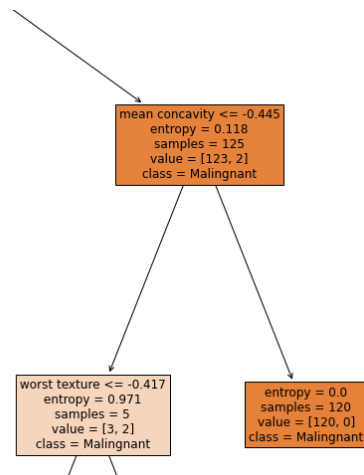 mean concavity <= -0.445
entropy = 0.118
samples = 125
value = [123, 2]
class = Malingnant
worst texture <= -0.417
entropy = 0.971
samples = 5
value = [3, 2]
class = Malingnant
entropy = 0.0
samples = 120
value = [120, 0]
class = Malingnant